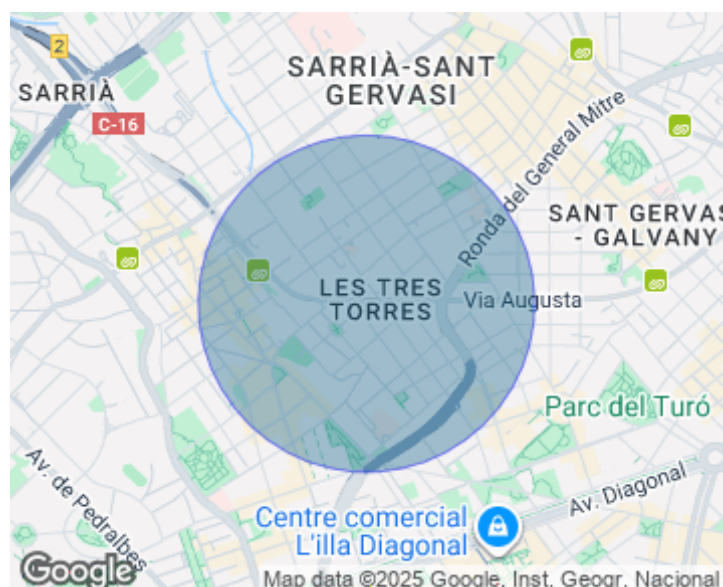 2
SARRIÀ-SANT
GERVASI
SARRIÀ
C-16
Ronda del General Mitre
SANT GERVAS
- GALVANY
LES TRES
TORRES
Via Augusta
Parc del Turó
Av. de Pedralbes
Av. Diagonal
Centre comercial
L'illa Diagonal
Google
Map data ©2025 Google, Inst. Geogr. Nacional